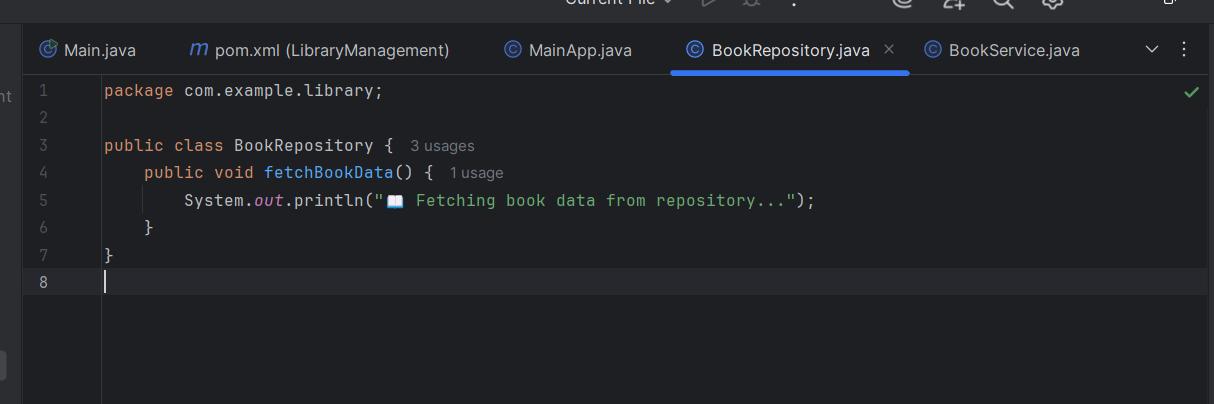 Current File
Main.java
m pom.xml (LibraryManagement)
MainApp.java
BookRepository.java
BookService.java
nt
1 package com.example.library;
2
3 public class BookRepository { 3 usages
4     public void fetchBookData() { 1 usage
5         System.out.println("📖 Fetching book data from repository...");
6     }
7 }
8